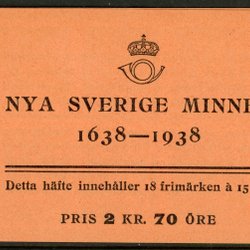 NYA SVERIGE MINNE
1638—1938
Detta häfte innehåller 18 frimärken à 15
PRIS 2 KR. 70 ÖRE